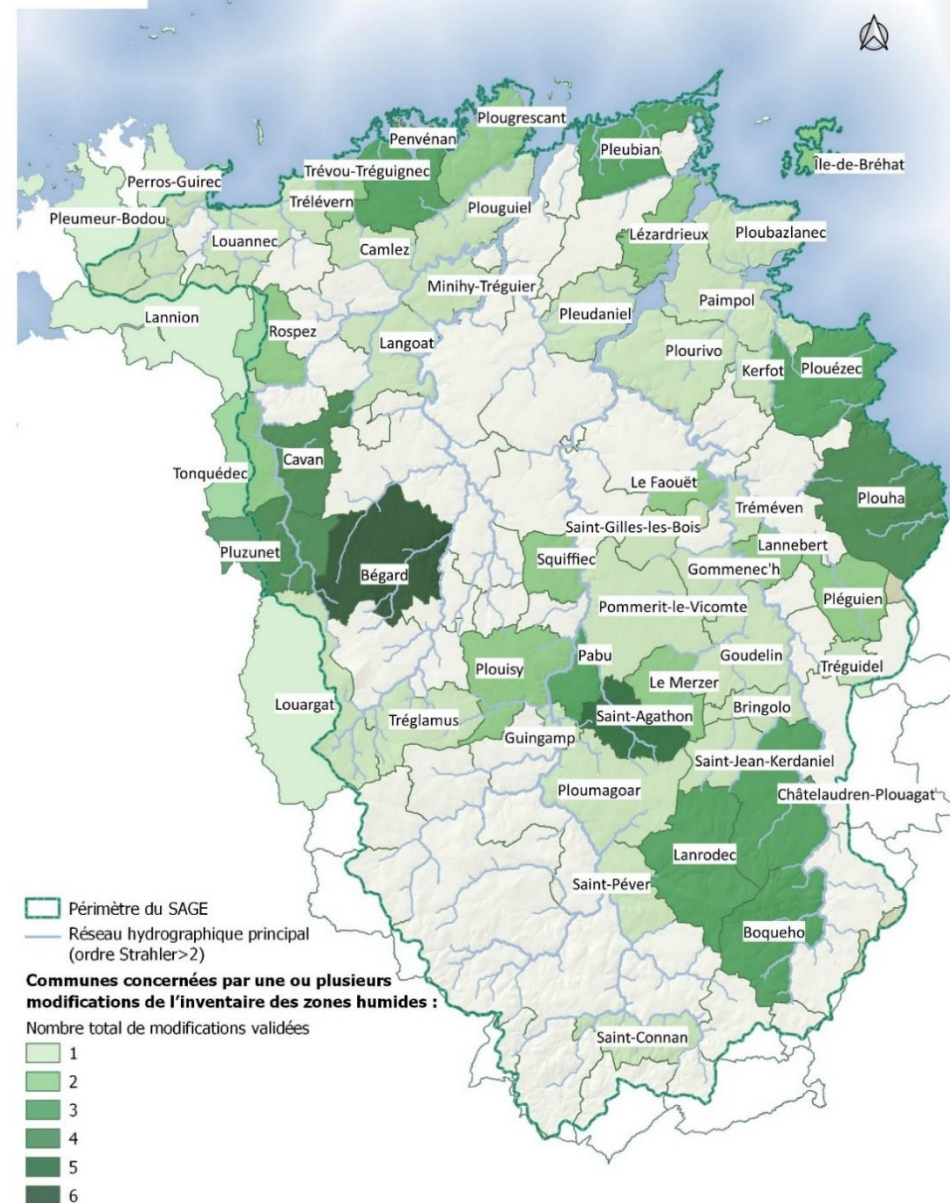 Plougrescant
Penvénan
Pleubian
Île-de-Bréhat
Perros-Guirec
Trévou-Tréguignec
Trélévern
Plouguiel
Pleumeur-Bodou
Louannec
Camlez
Lézardrieux
Ploubazlanec
Minihy-Tréguier
Paimpol
Lannion
Rospez
Pleudaniel
Langoat
Plourivo
Kerfot
Plouézec
Tonquédec
Cavan
Le Faouët
Plouha
Tréméven
Saint-Gilles-les-Bois
Pluzunet
Lannebert
Squiffiec
Gommenec'h
Bégard
Pléguien
Pommerit-le-Vicomte
Pabu
Goudelin
Tréguidel
Plouisy
Le Merzer
Louargat
Bringolo
Tréglamus
Saint-Agathon
Guingamp
Saint-Jean-Kerdaniel
Ploumagoar
Châtelaudren-Plouagat
Lanrodec
Saint-Péver
Boqueho
Saint-Connan
Périmètre du SAGE
Réseau hydrographique principal
(ordre Strahler>2)
Communes concernées par une ou plusieurs
modifications de l'inventaire des zones humides :
Nombre total de modifications validées
1
2
3
4
5
6